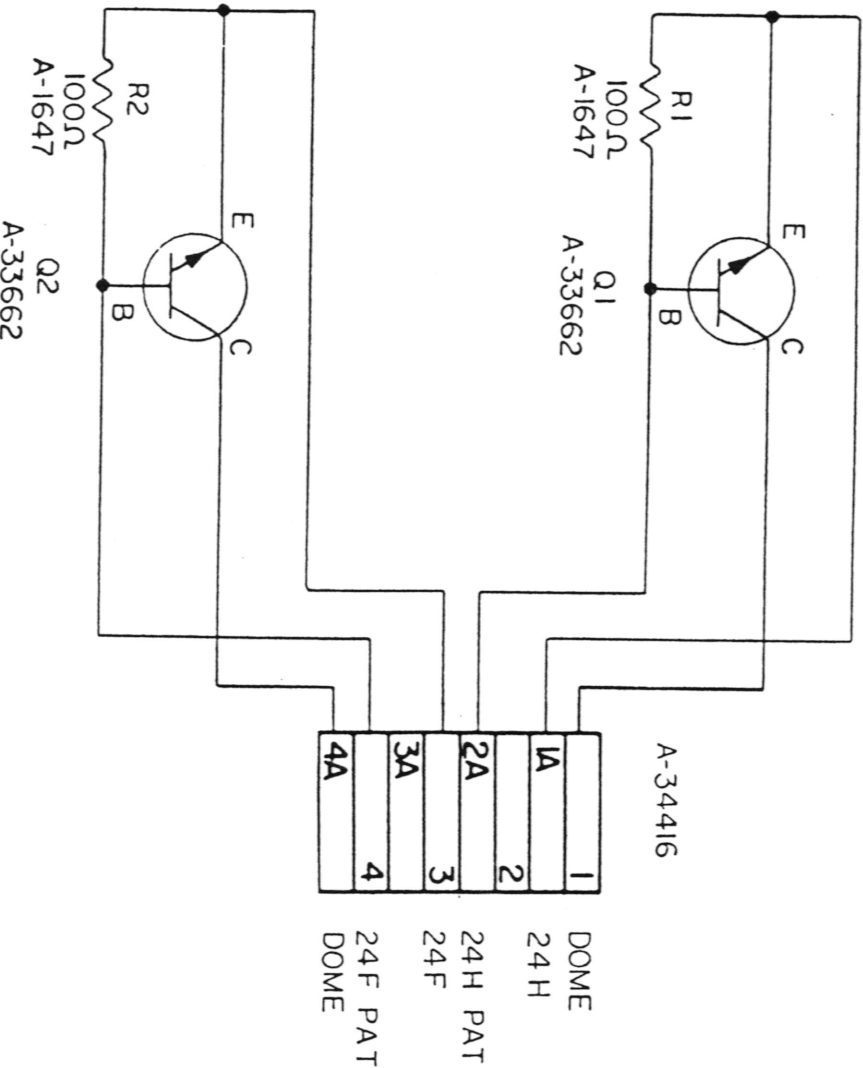 R1
100Ω
A-1647
E
C
B
Q1
A-33662
R2
100Ω
A-1647
E
C
B
Q2
A-33662
A-34416
1 DOME
1A 24H
2
2A 24H PAT
3 24F
3A
4 24F PAT
4A DOME